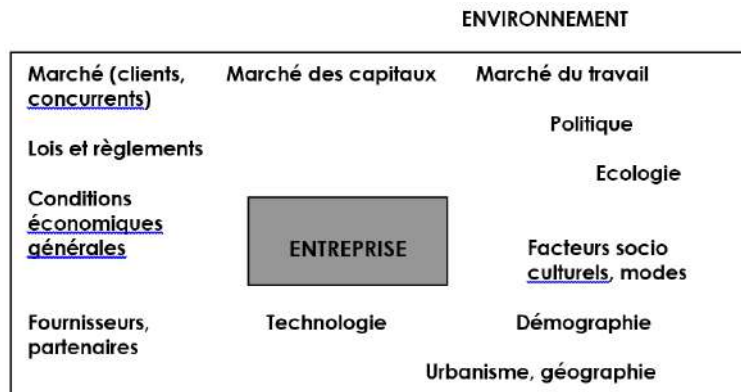 ENVIRONNEMENT
Marché (clients,
concurrents)
Marché des capitaux
Marché du travail
Politique
Lois et règlements
Ecologie
Conditions
économiques
générales
ENTREPRISE
Facteurs socio
culturels, modes
Fournisseurs,
partenaires
Technologie
Démographie
Urbanisme, géographie